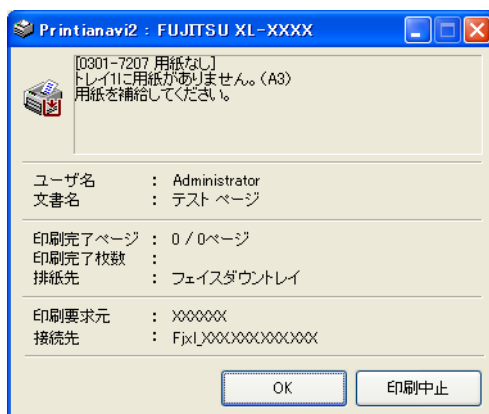 Printianavi2 : FUJITSU XL-XXXX
[0301-7207 用紙なし]
トレイ1に用紙がありません。(A3)
用紙を補給してください。
ユーザ名 : Administrator
文書名 : テスト ページ
印刷完了ページ : 0 / 0ページ
印刷完了枚数 :
排紙先 : フェイスダウントレイ
印刷要求元 : XXXXXX
接続先 : Fjxl_XXX.XXX.XXX.XXX
OK 印刷中止